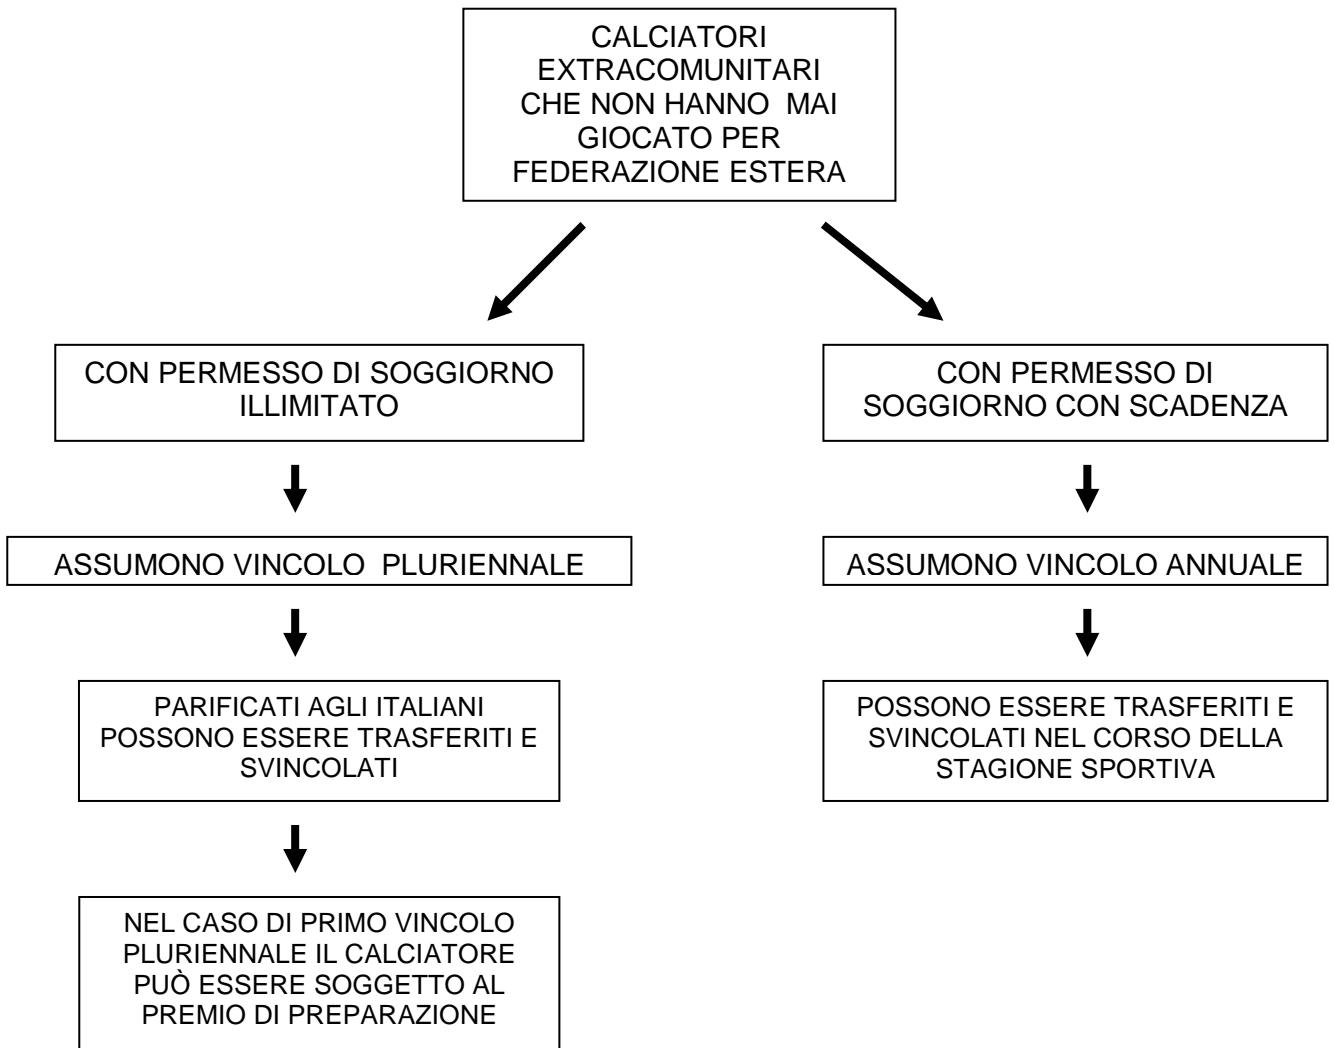 CALCIATORI
EXTRACOMUNITARI
CHE NON HANNO MAI
GIOCATO PER
FEDERAZIONE ESTERA
CON PERMESSO DI SOGGIORNO
ILLIMITATO
CON PERMESSO DI
SOGGIORNO CON SCADENZA
ASSUMONO VINCOLO PLURIENNALE
ASSUMONO VINCOLO ANNUALE
PARIFICATI AGLI ITALIANI
POSSONO ESSERE TRASFERITI E
SVINCOLATI
POSSONO ESSERE TRASFERITI E
SVINCOLATI NEL CORSO DELLA
STAGIONE SPORTIVA
NEL CASO DI PRIMO VINCOLO
PLURIENNALE IL CALCIATORE
PUÒ ESSERE SOGGETTO AL
PREMIO DI PREPARAZIONE